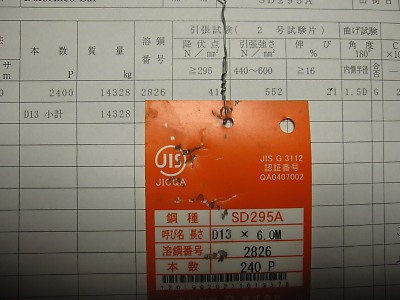 SD295A
引張試験 (2号試験片)
曲げ試験
本数
質量
溶鋼
番号
降伏点
引張強さ
伸び
角度
180°
P
kg
N／mm²
N／mm²
%
内側半径
≧295
440～600
≧16
2400
14328
2826
552
21
1.5D
G
D13 小計
14328
JIS
JICQA
JIS G 3112
認証番号
QA0407002
鋼種 SD295A
呼び名 長さ D13 × 6.0M
溶鋼番号 2826
本数 240 P